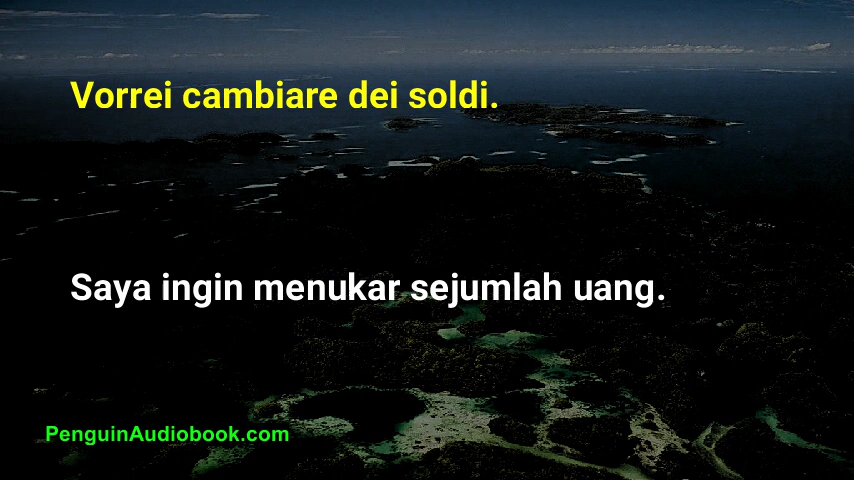 Vorrei cambiare dei soldi.
Saya ingin menukar sejumlah uang.
PenguinAudiobook.com